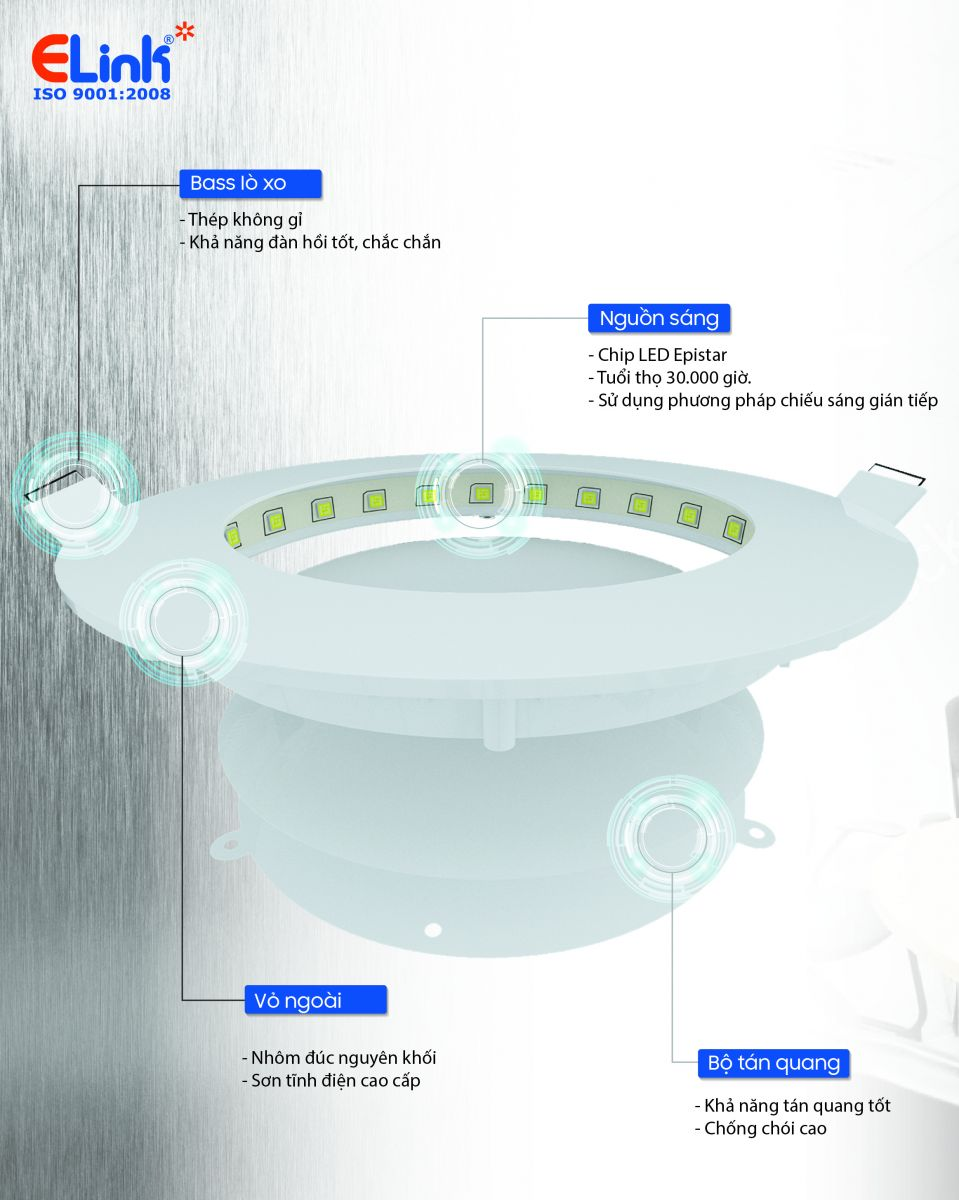 ELink®
ISO 9001:2008
Bass lò xo
- Thép không gỉ
- Khả năng đàn hồi tốt, chắc chắn
Nguồn sáng
- Chip LED Epistar
- Tuổi thọ 30.000 giờ.
- Sử dụng phương pháp chiếu sáng gián tiếp
Vỏ ngoài
- Nhôm đúc nguyên khối
- Sơn tĩnh điện cao cấp
Bộ tán quang
- Khả năng tán quang tốt
- Chống chói cao